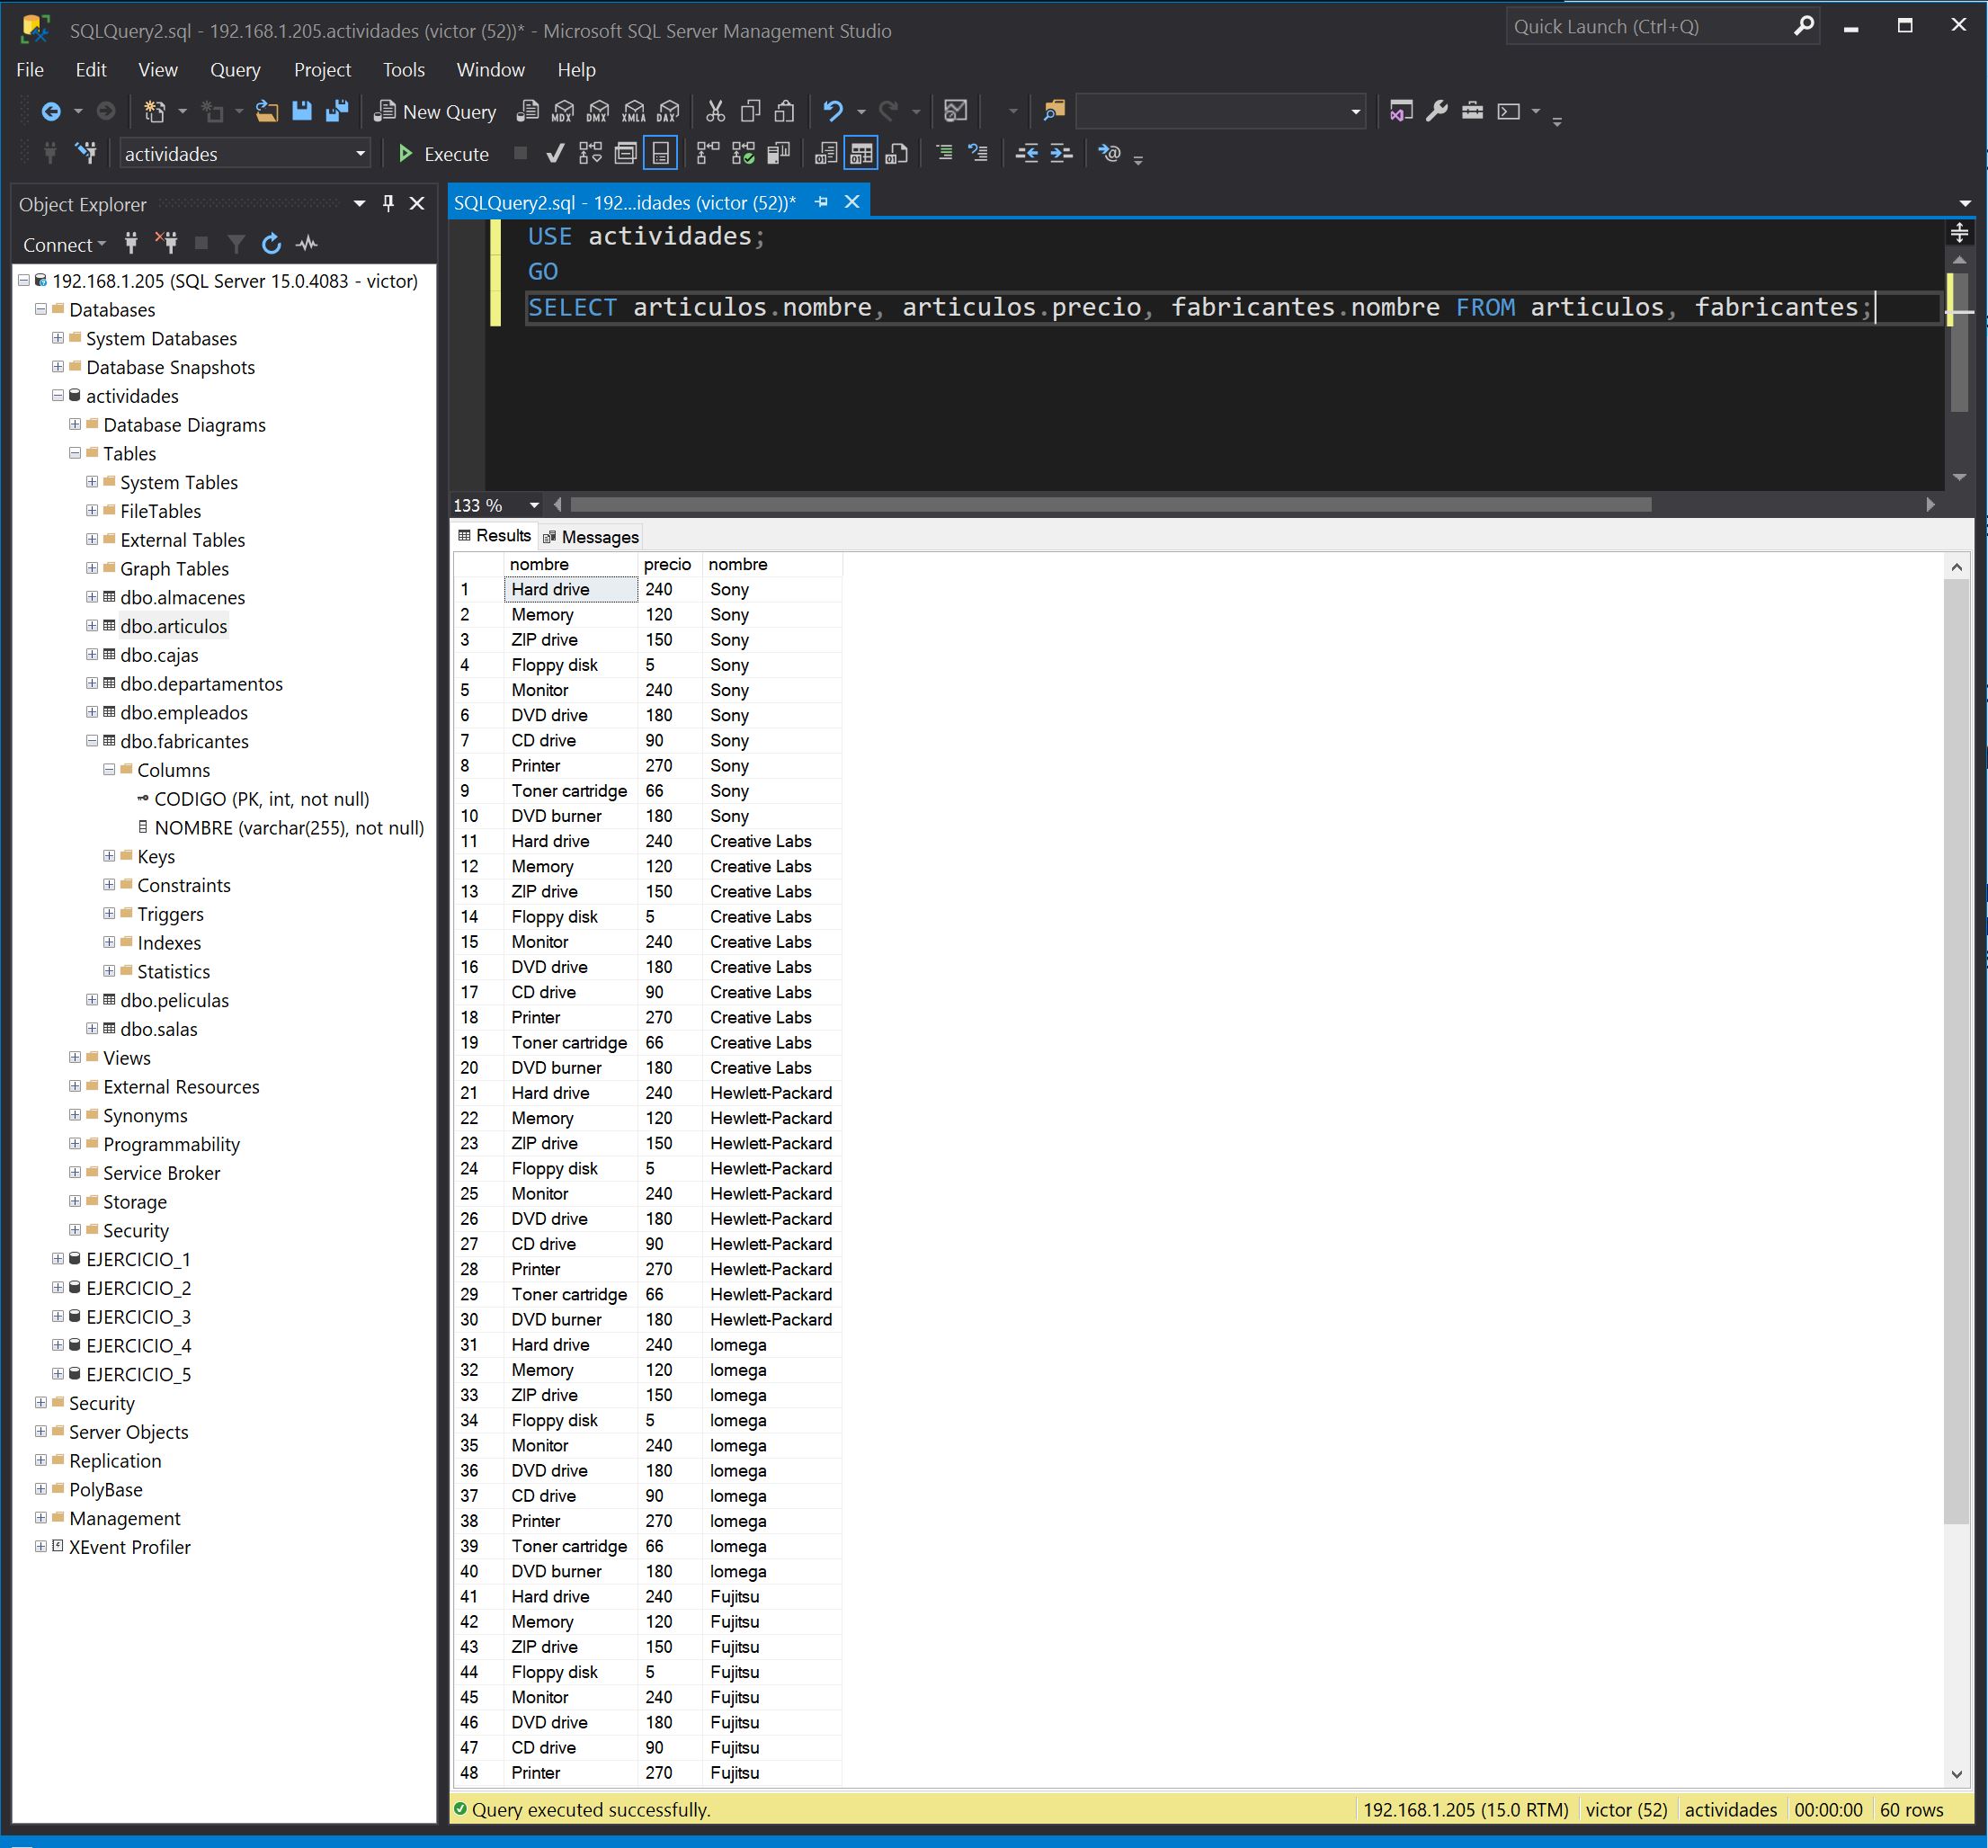 SQLQuery2.sql - 192.168.1.205.actividades (victor (52))* - Microsoft SQL Server Management Studio
Quick Launch (Ctrl+Q)
File Edit View Query Project Tools Window Help
New Query MDX DMX XMLA DAX
actividades Execute
Object Explorer
Connect
192.168.1.205 (SQL Server 15.0.4083 - victor)
Databases
System Databases
Database Snapshots
actividades
Database Diagrams
Tables
System Tables
FileTables
External Tables
Graph Tables
dbo.almacenes
dbo.articulos
dbo.cajas
dbo.departamentos
dbo.empleados
dbo.fabricantes
Columns
CODIGO (PK, int, not null)
NOMBRE (varchar(255), not null)
Keys
Constraints
Triggers
Indexes
Statistics
dbo.peliculas
dbo.salas
Views
External Resources
Synonyms
Programmability
Service Broker
Storage
Security
EJERCICIO_1
EJERCICIO_2
EJERCICIO_3
EJERCICIO_4
EJERCICIO_5
Security
Server Objects
Replication
PolyBase
Management
XEvent Profiler
SQLQuery2.sql - 192...idades (victor (52))*
USE actividades;
GO
SELECT articulos.nombre, articulos.precio, fabricantes.nombre FROM articulos, fabricantes;
133 %
Results Messages
nombre precio nombre
1 Hard drive 240 Sony
2 Memory 120 Sony
3 ZIP drive 150 Sony
4 Floppy disk 5 Sony
5 Monitor 240 Sony
6 DVD drive 180 Sony
7 CD drive 90 Sony
8 Printer 270 Sony
9 Toner cartridge 66 Sony
10 DVD burner 180 Sony
11 Hard drive 240 Creative Labs
12 Memory 120 Creative Labs
13 ZIP drive 150 Creative Labs
14 Floppy disk 5 Creative Labs
15 Monitor 240 Creative Labs
16 DVD drive 180 Creative Labs
17 CD drive 90 Creative Labs
18 Printer 270 Creative Labs
19 Toner cartridge 66 Creative Labs
20 DVD burner 180 Creative Labs
21 Hard drive 240 Hewlett-Packard
22 Memory 120 Hewlett-Packard
23 ZIP drive 150 Hewlett-Packard
24 Floppy disk 5 Hewlett-Packard
25 Monitor 240 Hewlett-Packard
26 DVD drive 180 Hewlett-Packard
27 CD drive 90 Hewlett-Packard
28 Printer 270 Hewlett-Packard
29 Toner cartridge 66 Hewlett-Packard
30 DVD burner 180 Hewlett-Packard
31 Hard drive 240 Iomega
32 Memory 120 Iomega
33 ZIP drive 150 Iomega
34 Floppy disk 5 Iomega
35 Monitor 240 Iomega
36 DVD drive 180 Iomega
37 CD drive 90 Iomega
38 Printer 270 Iomega
39 Toner cartridge 66 Iomega
40 DVD burner 180 Iomega
41 Hard drive 240 Fujitsu
42 Memory 120 Fujitsu
43 ZIP drive 150 Fujitsu
44 Floppy disk 5 Fujitsu
45 Monitor 240 Fujitsu
46 DVD drive 180 Fujitsu
47 CD drive 90 Fujitsu
48 Printer 270 Fujitsu
Query executed successfully. 192.168.1.205 (15.0 RTM) victor (52) actividades 00:00:00 60 rows